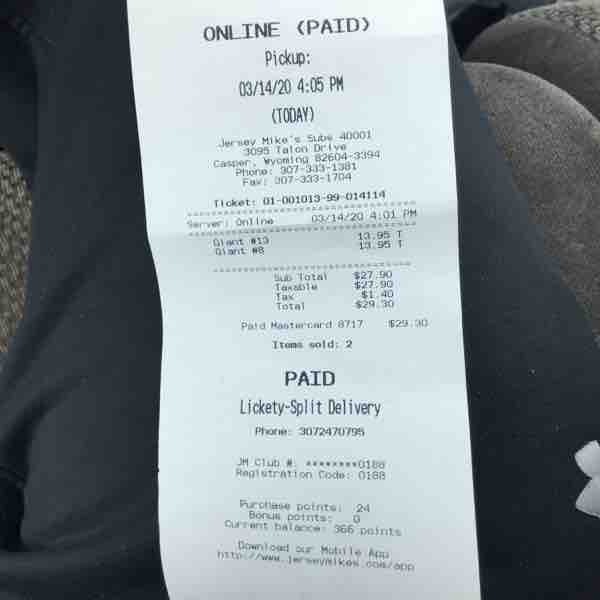 ONLINE (PAID)
Pickup:
03/14/20 4:05 PM
(TODAY)
Jersey Mike's Subs 40001
3095 Talon Drive
Casper, Wyoming 82604-3394
Phone: 307-333-1381
Fax: 307-333-1704
Ticket: 01-001013-99-014114
Server: Online 03/14/20 4:01 PM
Giant #13 13.95 T
Giant #8 13.95 T
Sub Total $27.90
Taxable $27.90
Tax $1.40
Total $29.30
Paid Mastercard 8717 $29.30
Items sold: 2
PAID
Lickety-Split Delivery
Phone: 3072470795
JM Club #: ********0188
Registration Code: 0188
Purchase points: 24
Bonus points: 0
Current balance: 366 points
Download our Mobile App
http://www.jerseymikes.com/app